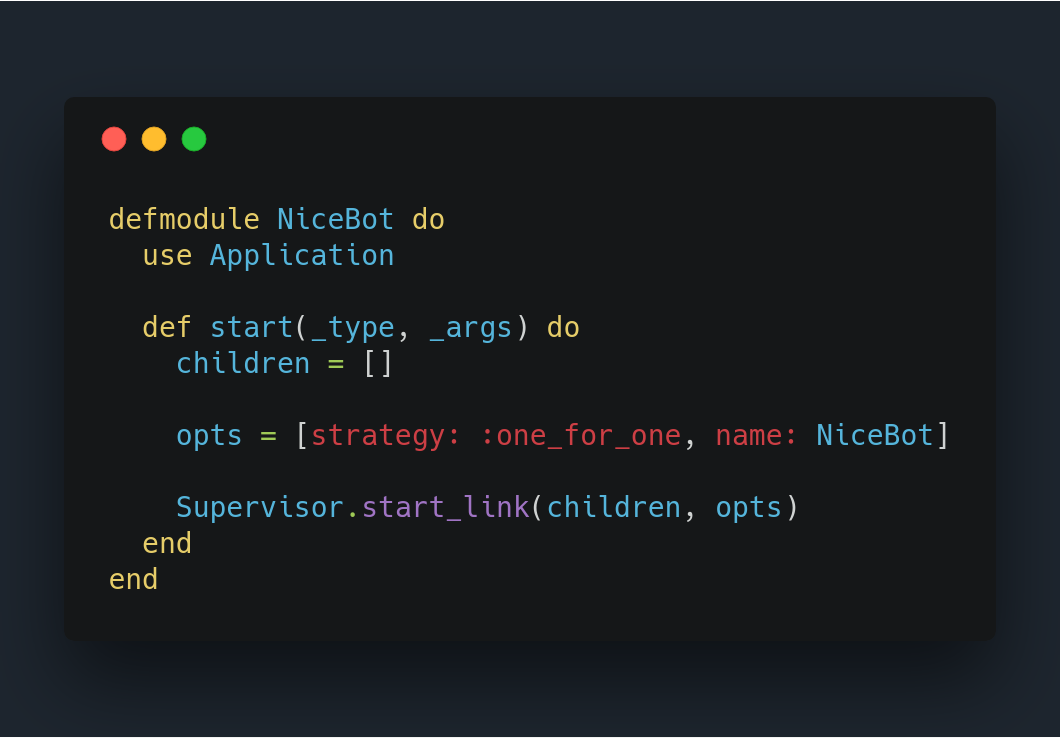 defmodule NiceBot do
  use Application

  def start(_type, _args) do
    children = []

    opts = [strategy: :one_for_one, name: NiceBot]

    Supervisor.start_link(children, opts)
  end
end